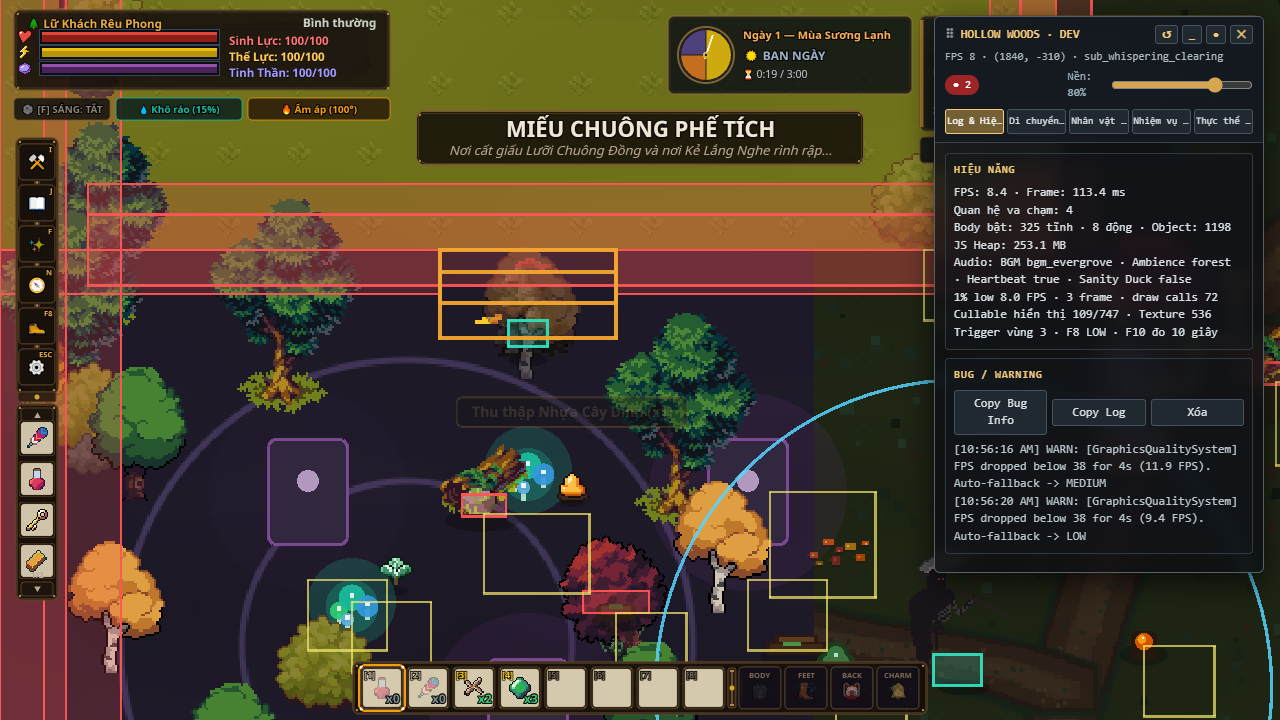 Lữ Khách Rêu Phong
Bình thường
Sinh Lực: 100/100
Thể Lực: 100/100
Tinh Thần: 100/100
[F] SÁNG: TẮT
Khô ráo (15%)
Ấm áp (100°)
Ngày 1 — Mùa Sương Lạnh
BAN NGÀY
0:19 / 3:00
MIẾU CHUÔNG PHẾ TÍCH
Nơi cất giấu Lưỡi Chuông Đồng và nơi Kẻ Lắng Nghe rình rập...
I
J
F
N
F8
ESC
▲
▼
HOLLOW WOODS · DEV
FPS 8 · (1840, -310) · sub_whispering_clearing
2
Nền:
80%
Log & Hiệ…
Di chuyển…
Nhân vật …
Nhiệm vụ …
Thực thể …
HIỆU NĂNG
FPS: 8.4 · Frame: 113.4 ms
Quan hệ va chạm: 4
Body bật: 325 tĩnh · 8 động · Object: 1198
JS Heap: 253.1 MB
Audio: BGM bgm_evergrove · Ambience forest
· Heartbeat true · Sanity Duck false
1% low 8.0 FPS · 3 frame · draw calls 72
Cullable hiển thị 109/747 · Texture 536
Trigger vùng 3 · F8 LOW · F10 đo 10 giây
BUG / WARNING
Copy Bug Info
Copy Log
Xóa
[10:56:16 AM] WARN: [GraphicsQualitySystem]
FPS dropped below 38 for 4s (11.9 FPS).
Auto-fallback -> MEDIUM
[10:56:20 AM] WARN: [GraphicsQualitySystem]
FPS dropped below 38 for 4s (9.4 FPS).
Auto-fallback -> LOW
Thu thập Nhựa Cây
[1] x0
[2] x0
[3] x2
[4] x3
[5]
[6]
[7]
[8]
BODY
FEET
BACK
CHARM